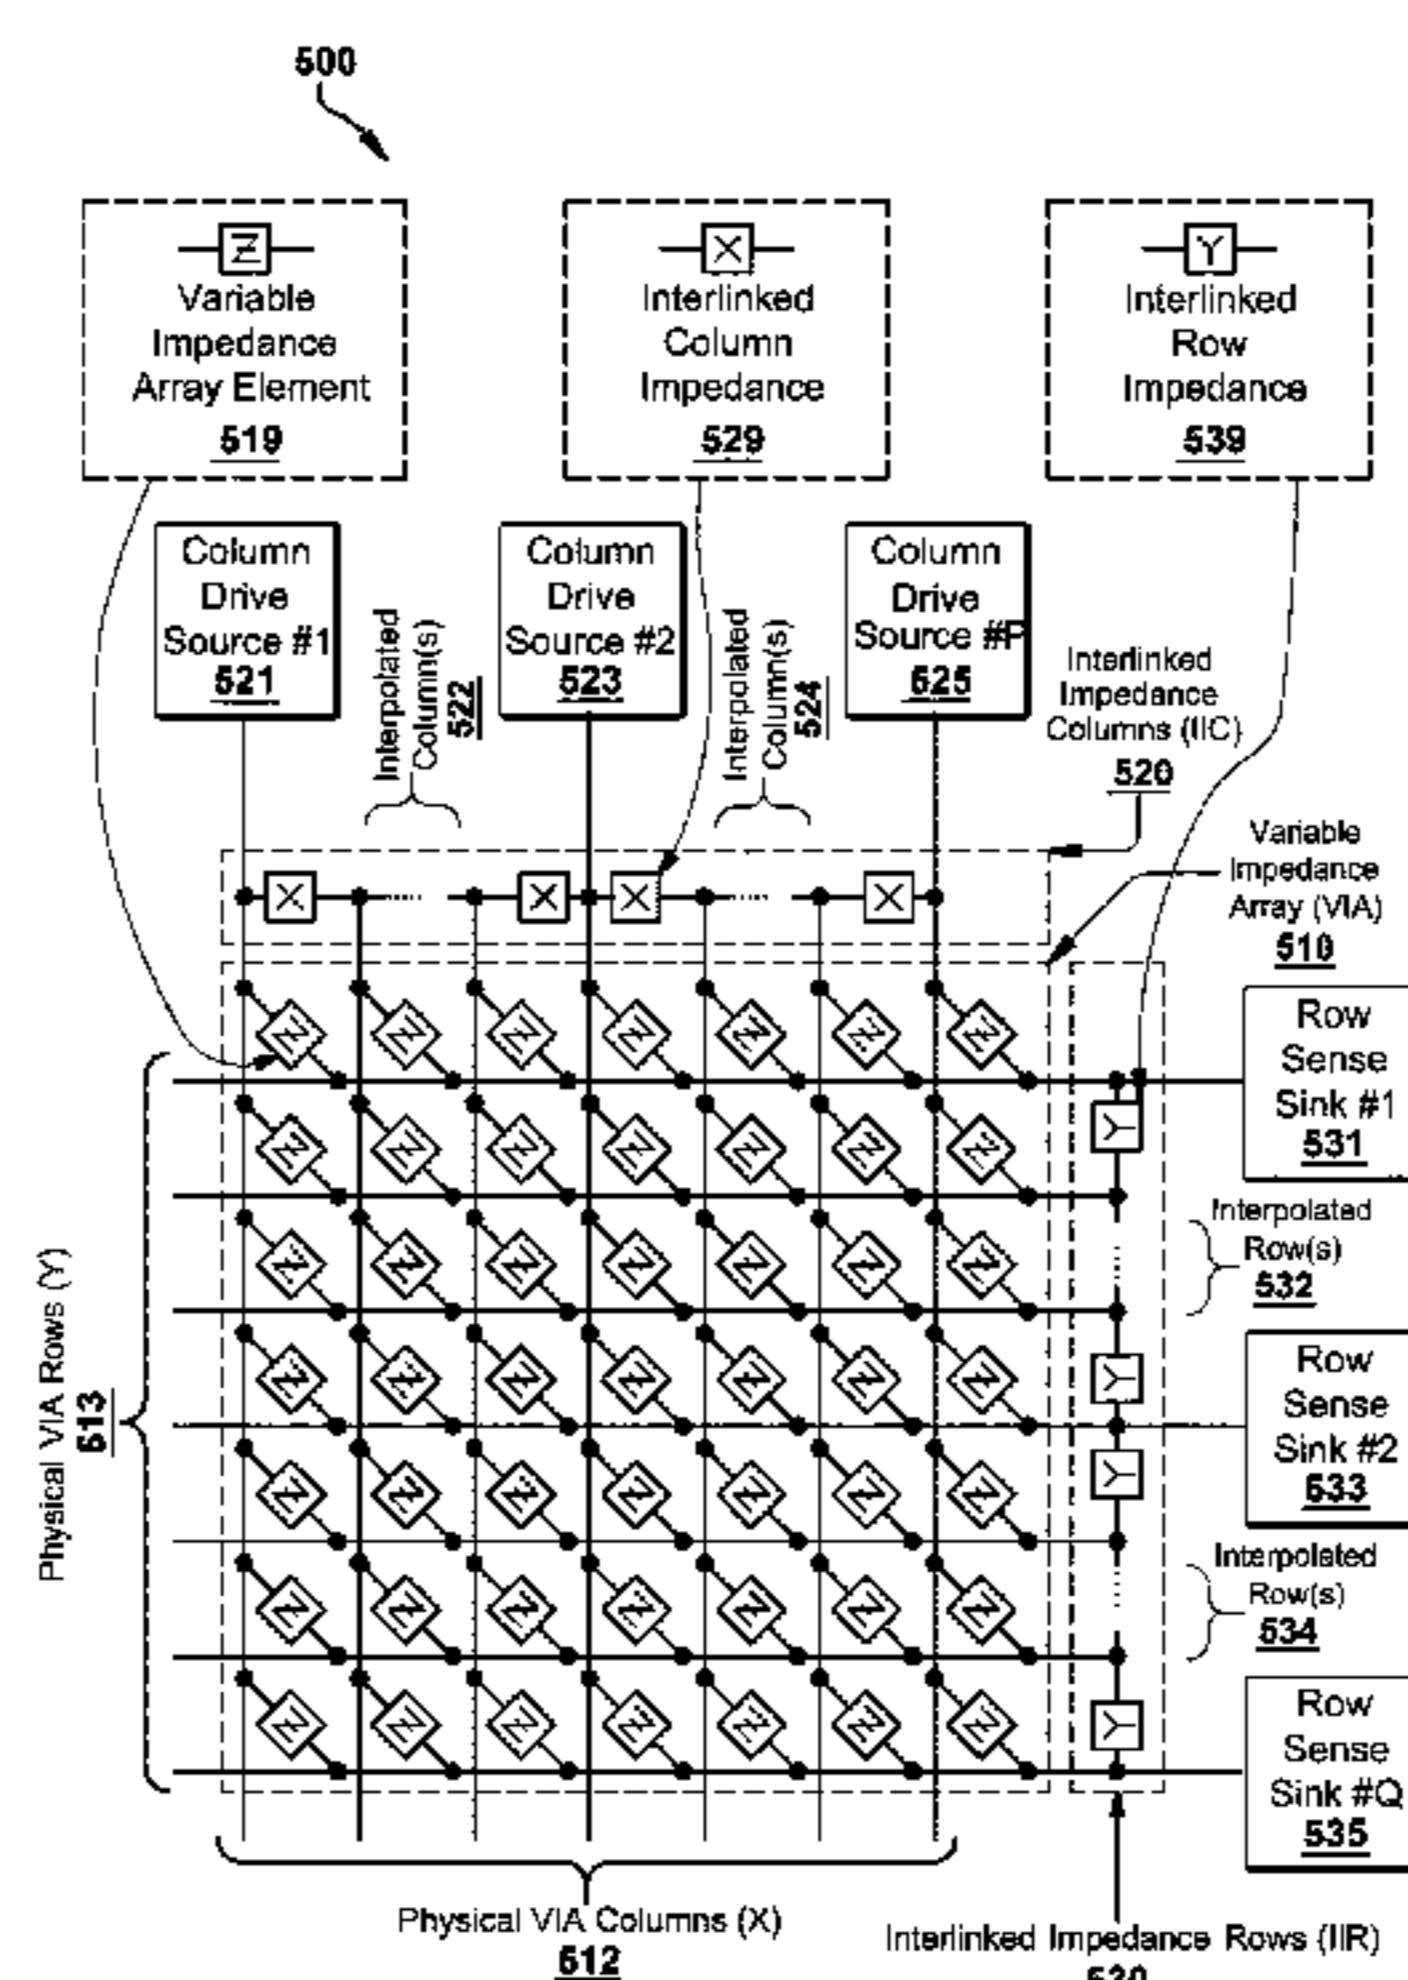 500
Z
Variable
Impedance
Array Element
519
X
Interlinked
Column
Impedance
529
Y
Interlinked
Row
Impedance
539
Column
Drive
Source #1
521
Interpolated
Column(s)
522
Column
Drive
Source #2
523
Interpolated
Column(s)
524
Column
Drive
Source #P
525
Interlinked
Impedance
Columns (IIC)
520
Variable
Impedance
Array (VIA)
510
X X X X
Z Z Z Z Z Z Z
Row
Sense
Sink #1
531
Y
Z Z Z Z Z Z Z
Interpolated
Row(s)
532
Z Z Z Z Z Z Z
Physical VIA Rows (Y)
513
Z Z Z Z Z Z Z
Y
Row
Sense
Sink #2
533
Z Z Z Z Z Z Z
Y
Interpolated
Row(s)
534
Z Z Z Z Z Z Z
Row
Sense
Sink #Q
535
Z Z Z Z Z Z Z
Y
Physical VIA Columns (X)
512
Interlinked Impedance Rows (IIR)
530